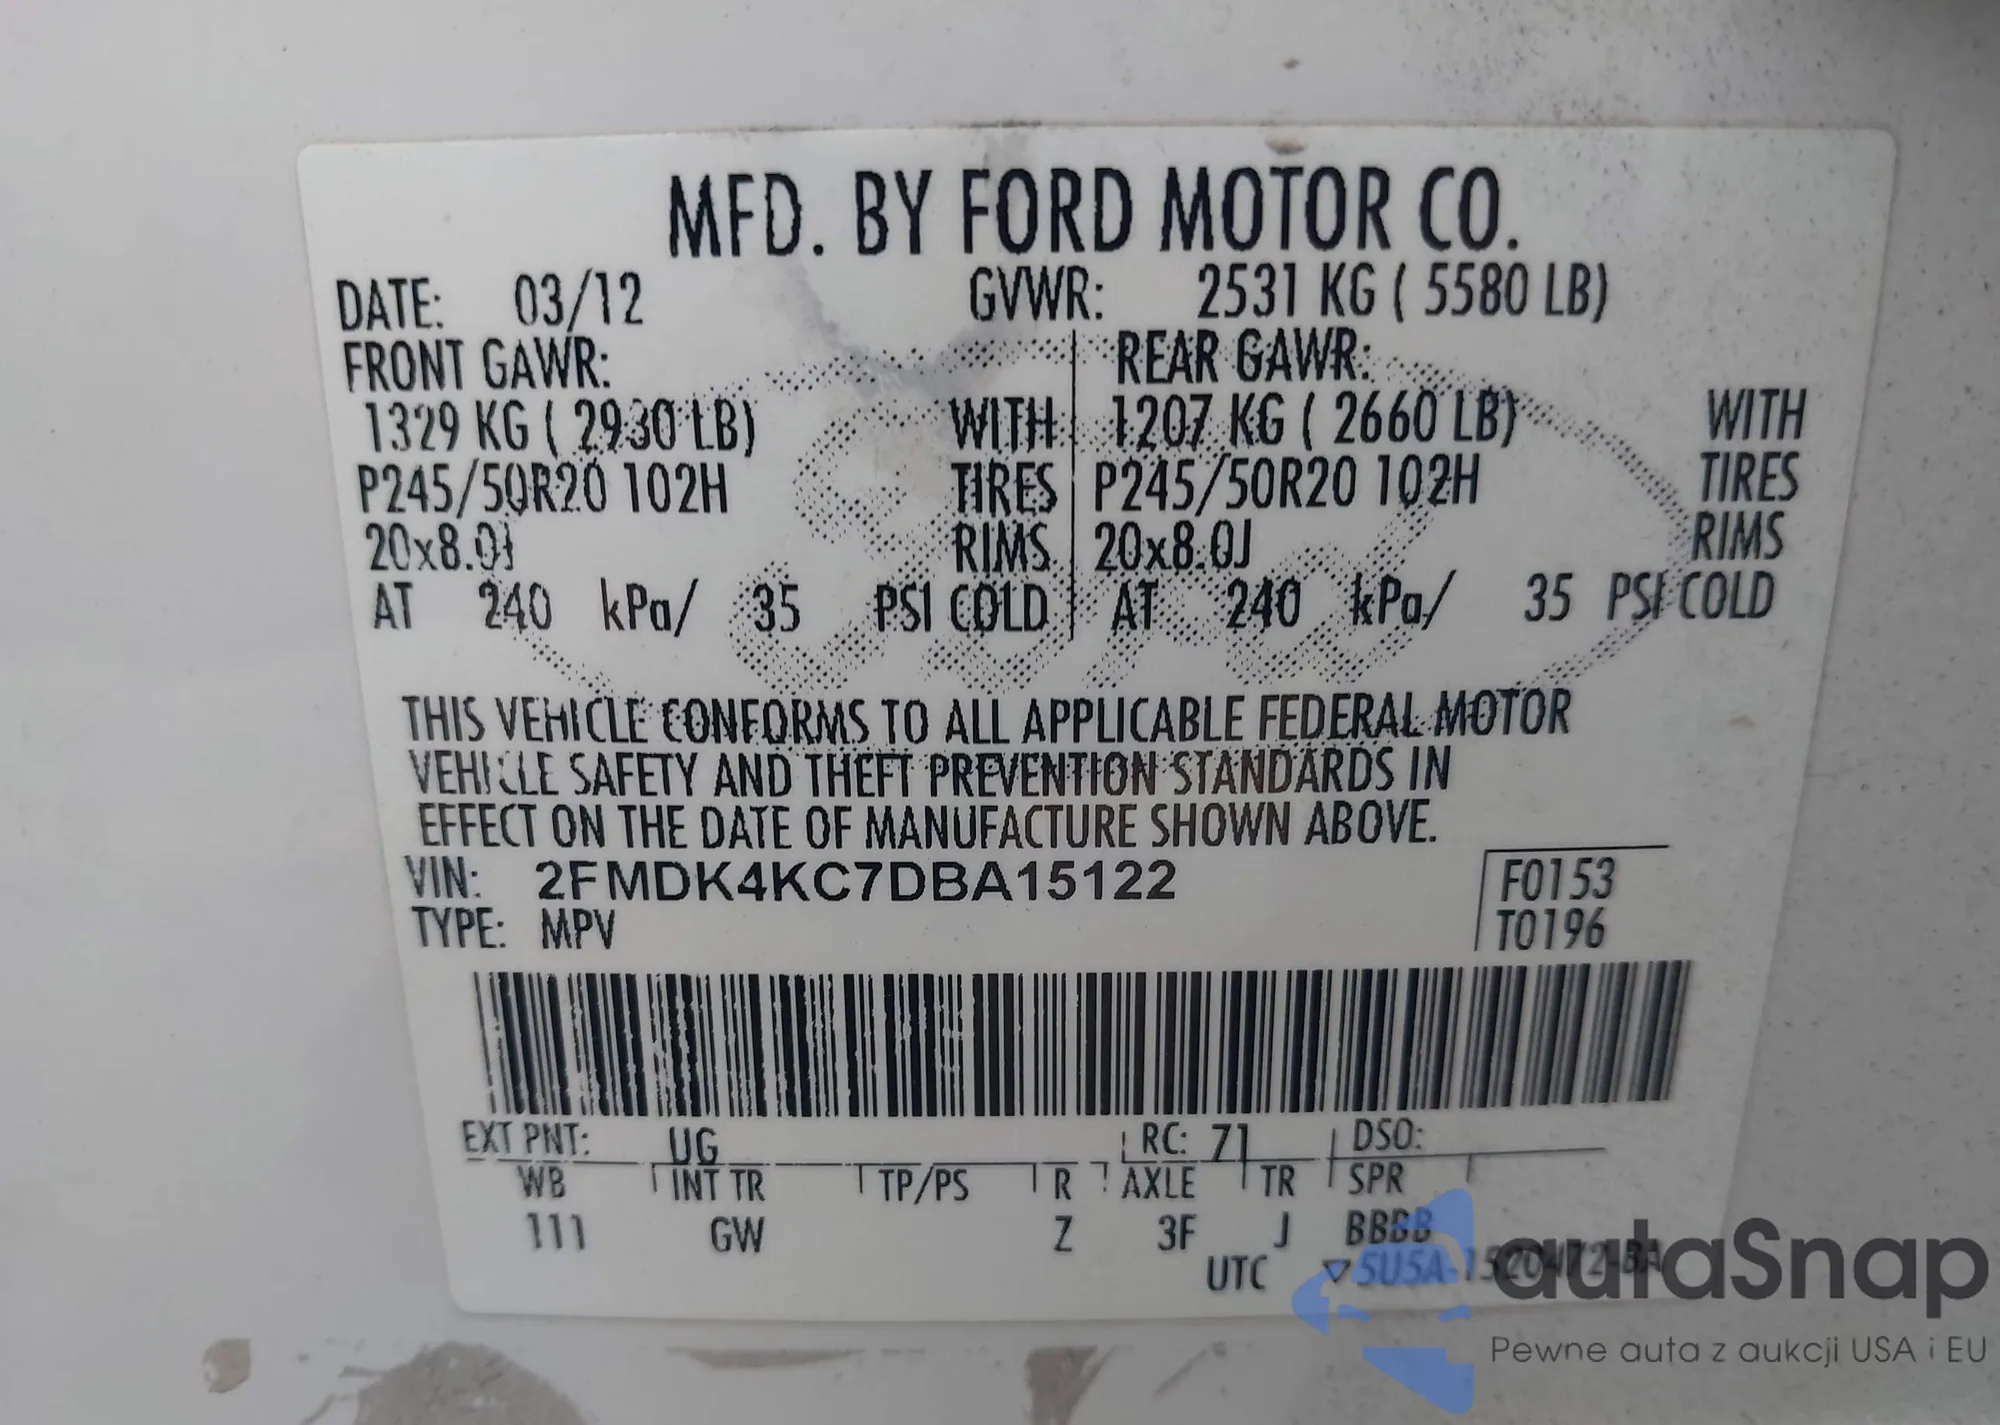 MFD. BY FORD MOTOR CO.
DATE: 03/12 GVWR: 2531 KG ( 5580 LB)
FRONT GAWR: REAR GAWR:
1329 KG ( 2930 LB) WITH 1207 KG ( 2660 LB) WITH
P245/50R20 102H TIRES P245/50R20 102H TIRES
20x8.0J RIMS 20x8.0J RIMS
AT 240 kPa/ 35 PSI COLD AT 240 kPa/ 35 PSI COLD
THIS VEHICLE CONFORMS TO ALL APPLICABLE FEDERAL MOTOR
VEHICLE SAFETY AND THEFT PREVENTION STANDARDS IN
EFFECT ON THE DATE OF MANUFACTURE SHOWN ABOVE.
VIN: 2FMDK4KC7DBA15122 F0153
TYPE: MPV T0196
EXT PNT: UG RC: 71 DSO:
WB INT TR TP/PS R AXLE TR SPR
111 GW Z 3F J BBBB
UTC ▽5U5A-1520472-BA
autaSnap
Pewne auta z aukcji USA i EU